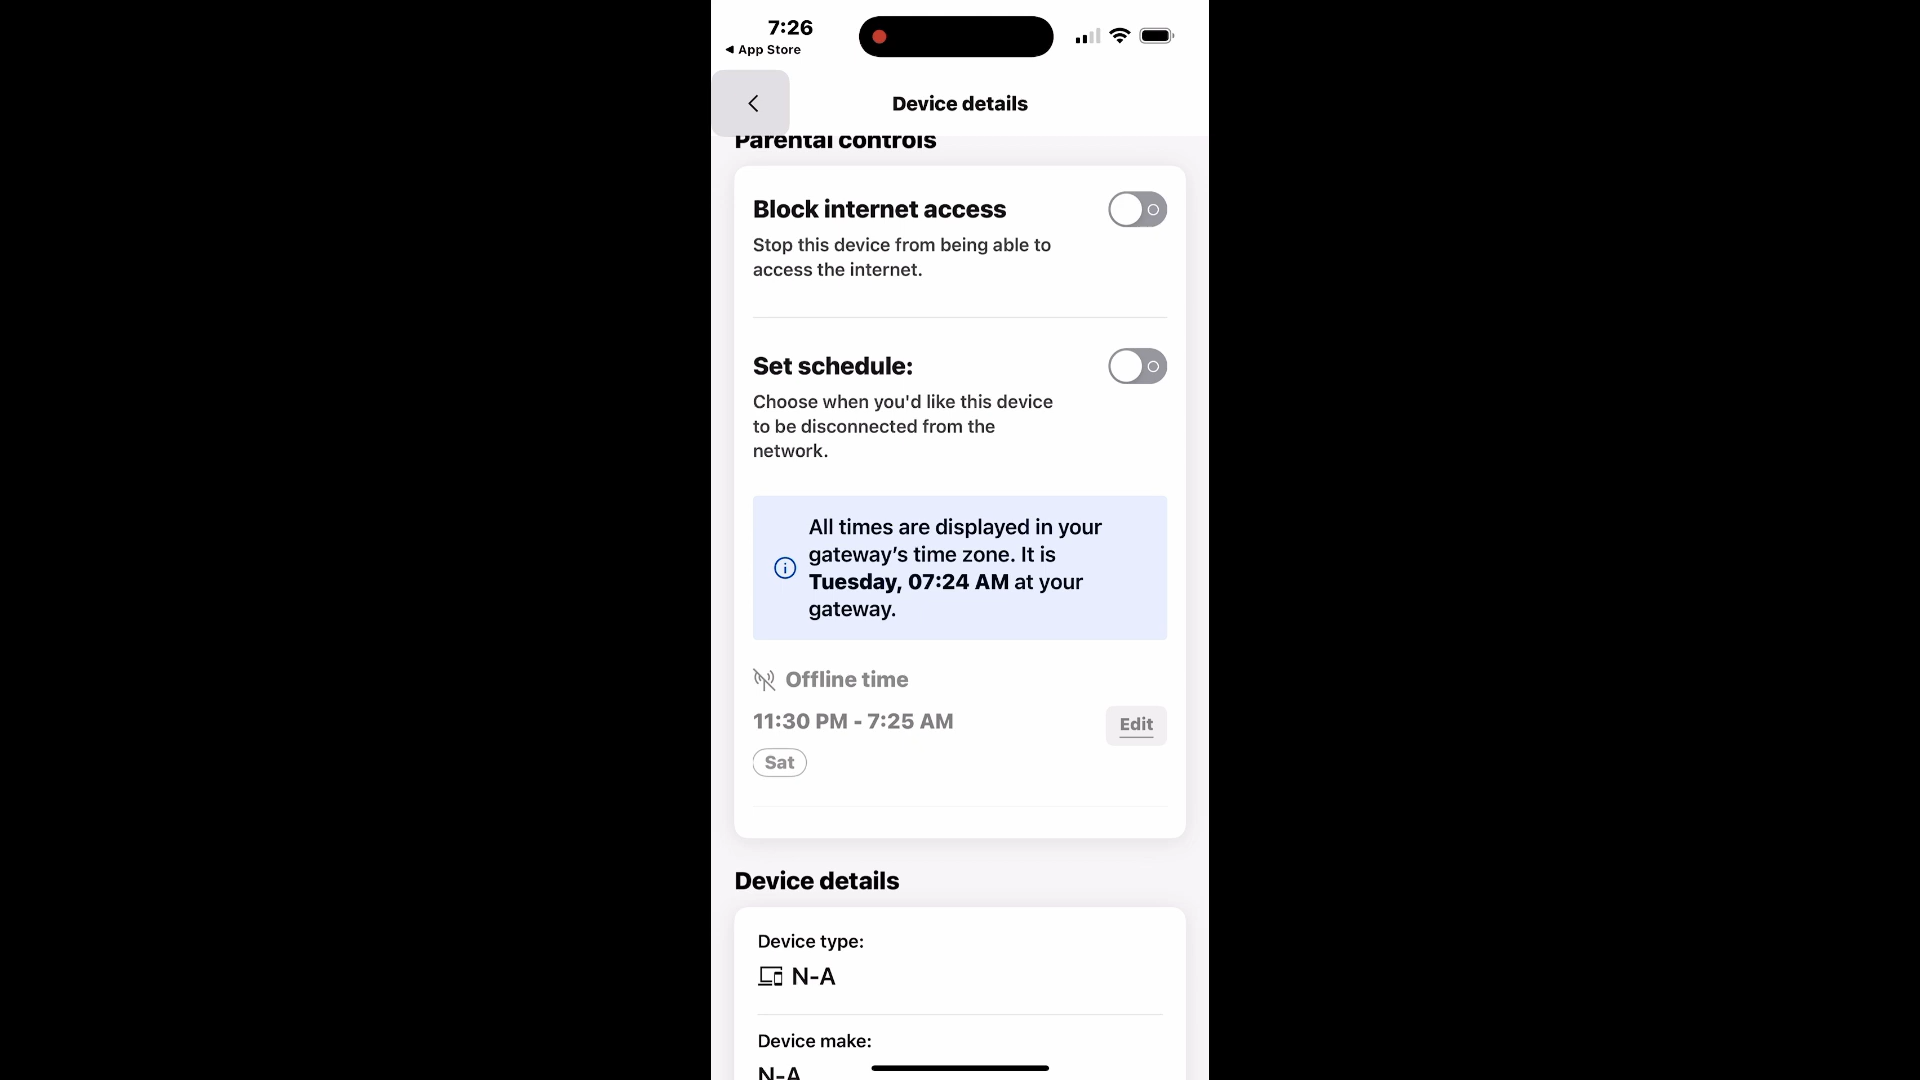 7:26
App Store
Device details
Parental controls
Block internet access
Stop this device from being able to
access the internet.
Set schedule:
Choose when you'd like this device
to be disconnected from the
network.
All times are displayed in your
gateway’s time zone. It is
Tuesday, 07:24 AM at your
gateway.
Offline time
11:30 PM - 7:25 AM
Edit
Sat
Device details
Device type:
N-A
Device make:
N-A